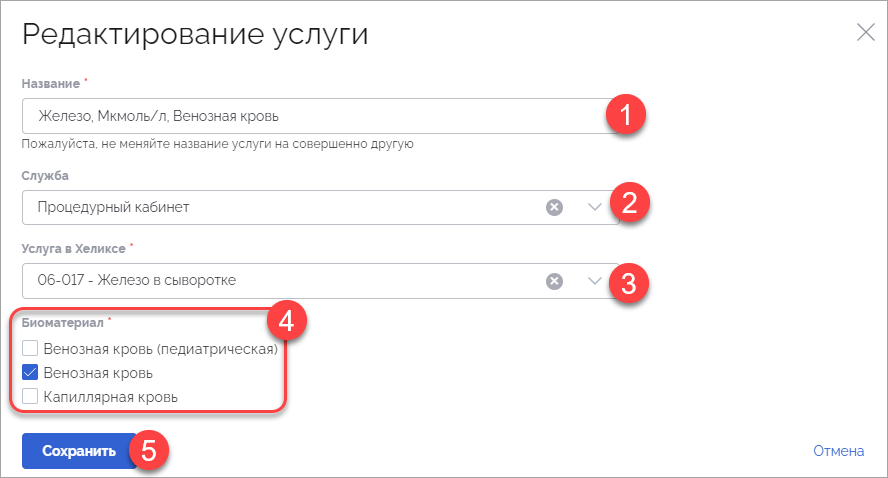 Редактирование услуги
Название *
Железо, Мкмоль/л, Венозная кровь
1
Пожалуйста, не меняйте название услуги на совершенно другую
Служба
Процедурный кабинет
2
Услуга в Хеликсе *
06-017 - Железо в сыворотке
3
4
Биоматериал *
Венозная кровь (педиатрическая)
Венозная кровь
Капиллярная кровь
Сохранить
5
Отмена